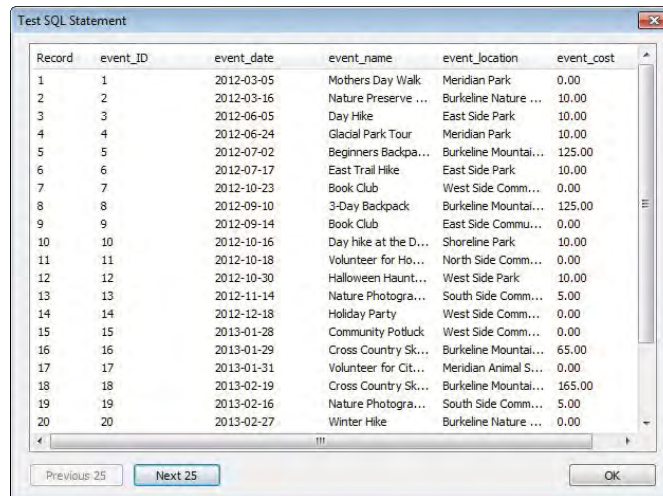 Test SQL Statement
Record event_ID event_date event_name event_location event_cost
1 1 2012-03-05 Mothers Day Walk Meridian Park 0.00
2 2 2012-03-16 Nature Preserve ... Burkeline Nature ... 10.00
3 3 2012-06-05 Day Hike East Side Park 10.00
4 4 2012-06-24 Glacial Park Tour Meridian Park 10.00
5 5 2012-07-02 Beginners Backpa... Burkeline Mountai... 125.00
6 6 2012-07-17 East Trail Hike East Side Park 10.00
7 7 2012-10-23 Book Club West Side Comm... 0.00
8 8 2012-09-10 3-Day Backpack Burkeline Mountai... 125.00
9 9 2012-09-14 Book Club East Side Commu... 0.00
10 10 2012-10-16 Day hike at the D... Shoreline Park 10.00
11 11 2012-10-18 Volunteer for Ho... North Side Comm... 0.00
12 12 2012-10-30 Halloween Haunt... West Side Park 10.00
13 13 2012-11-14 Nature Photogra... South Side Comm... 5.00
14 14 2012-12-18 Holiday Party West Side Comm... 0.00
15 15 2013-01-28 Community Potluck West Side Comm... 0.00
16 16 2013-01-29 Cross Country Sk... Burkeline Mountai... 65.00
17 17 2013-01-31 Volunteer for Cit... Meridian Animal S... 0.00
18 18 2013-02-19 Cross Country Sk... Burkeline Mountai... 165.00
19 19 2013-02-16 Nature Photogra... South Side Comm... 5.00
20 20 2013-02-27 Winter Hike Burkeline Nature ... 0.00
Previous 25 Next 25 OK